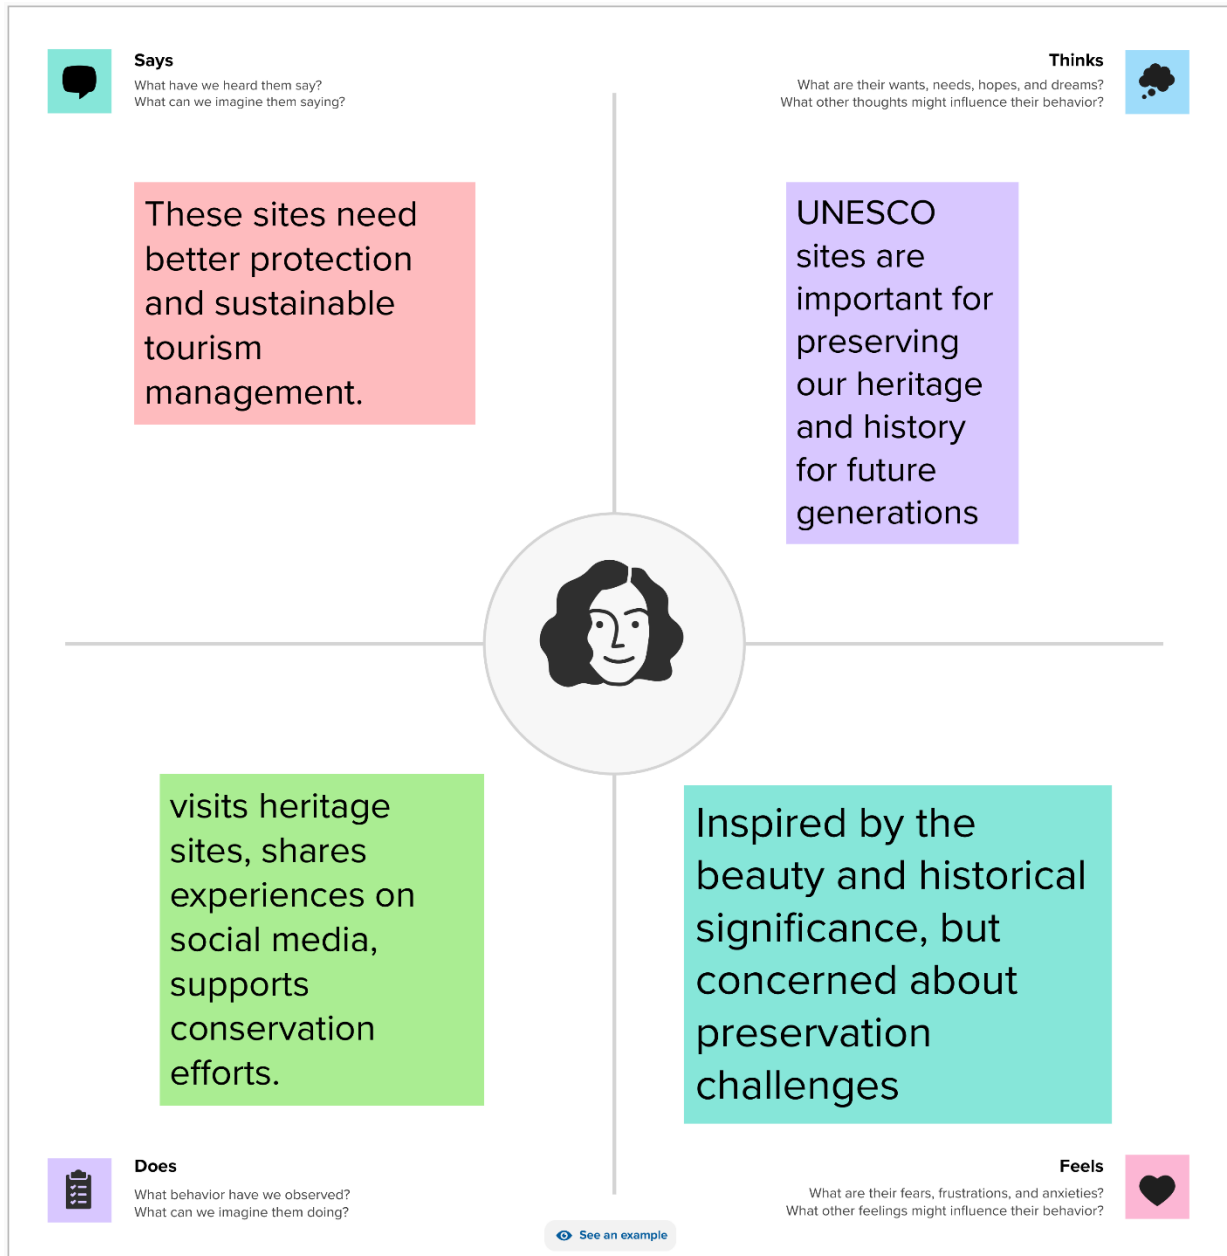 Says
What have we heard them say?
What can we imagine them saying?
Thinks
What are their wants, needs, hopes, and dreams?
What other thoughts might influence their behavior?
These sites need
better protection
and sustainable
tourism
management.
UNESCO
sites are
important for
preserving
our heritage
and history
for future
generations
visits heritage
sites, shares
experiences on
social media,
supports
conservation
efforts.
Inspired by the
beauty and historical
significance, but
concerned about
preservation
challenges
Does
What behavior have we observed?
What can we imagine them doing?
Feels
What are their fears, frustrations, and anxieties?
What other feelings might influence their behavior?
See an example